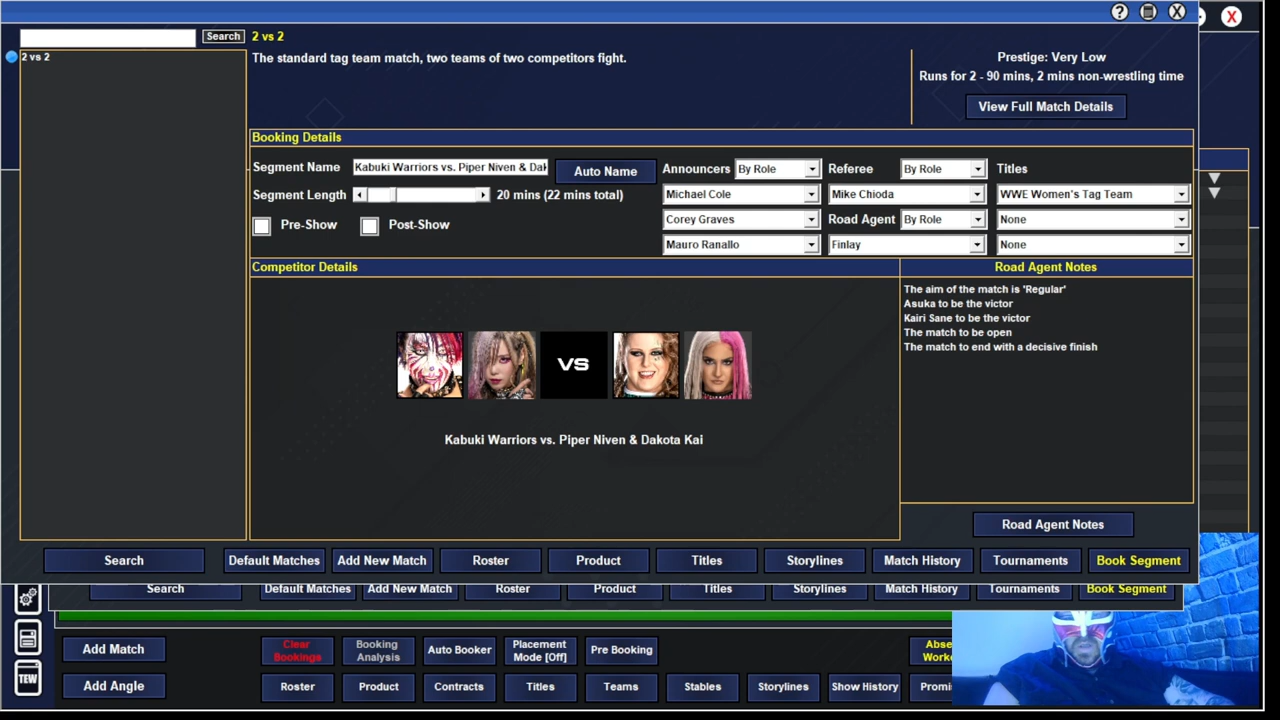 ? X
X
Search 2 vs 2
2 vs 2
The standard tag team match, two teams of two competitors fight.
Prestige: Very Low
Runs for 2 - 90 mins, 2 mins non-wrestling time
View Full Match Details
Booking Details
Segment Name Kabuki Warriors vs. Piper Niven & Dak Auto Name
Segment Length 20 mins (22 mins total)
Pre-Show Post-Show
Announcers By Role
Michael Cole
Corey Graves
Mauro Ranallo
Referee By Role
Mike Chioda
Road Agent By Role
Finlay
Titles
WWE Women's Tag Team
None
None
Competitor Details
VS
Kabuki Warriors vs. Piper Niven & Dakota Kai
Road Agent Notes
The aim of the match is 'Regular'
Asuka to be the victor
Kairi Sane to be the victor
The match to be open
The match to end with a decisive finish
Road Agent Notes
Search Default Matches Add New Match Roster Product Titles Storylines Match History Tournaments Book Segment
Search Default Matches Add New Match Roster Product Titles Storylines Match History Tournaments Book Segment
Add Match
Clear Bookings
Booking Analysis
Auto Booker
Placement Mode [Off]
Pre Booking
TEW
Add Angle Roster Product Contracts Titles Teams Stables Storylines Show History